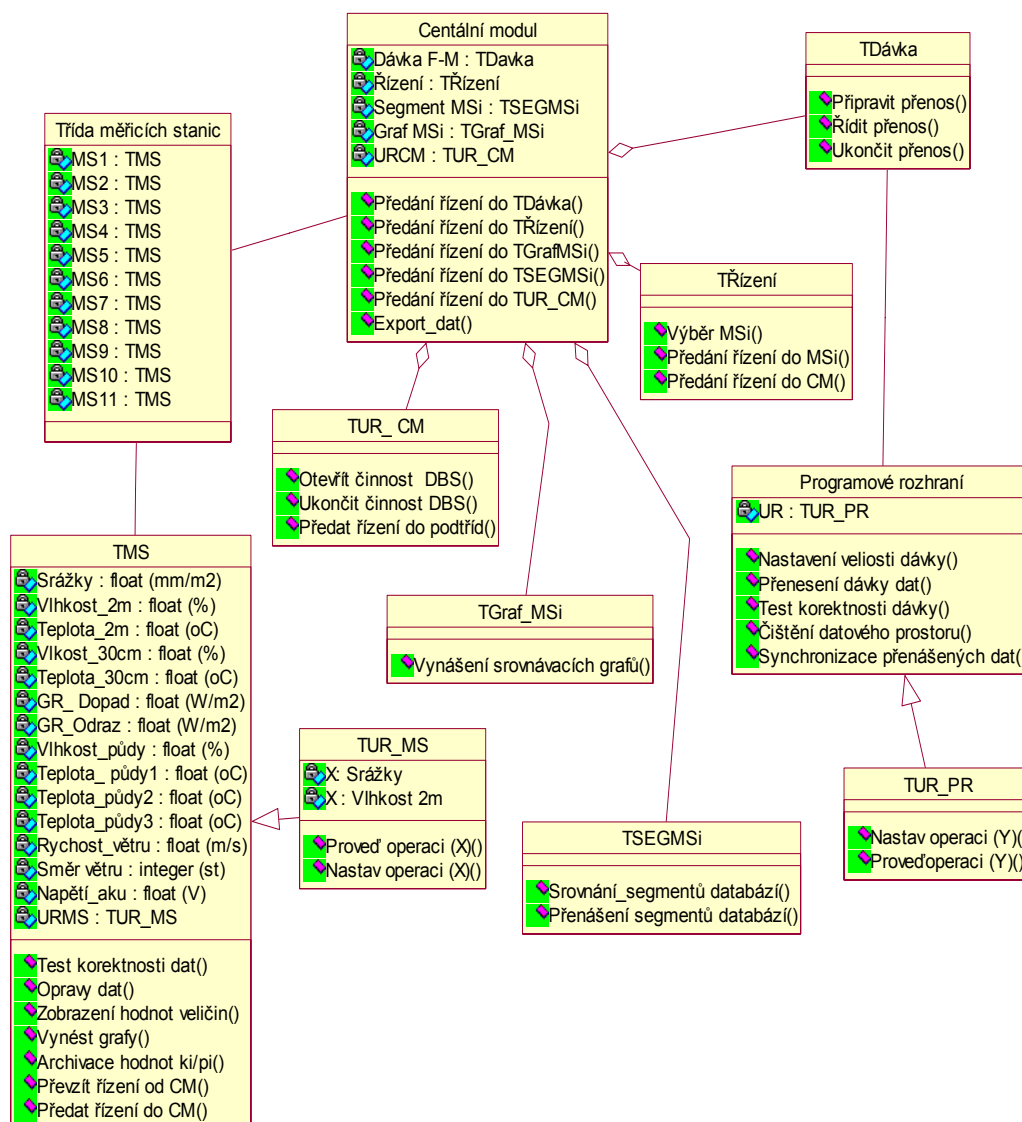 Centální modul
Dávka F-M : TDavka
Řízení : TŘízení
Segment MSi : TSEGMSi
Graf MSi : TGraf_MSi
URCM : TUR_CM
Předání řízení do TDávka()
Předání řízení do TŘízení()
Předání řízení do TGrafMSi()
Předání řízení do TSEGMSi()
Předání řízení do TUR_CM()
Export_dat()
TDávka
Připravit přenos()
Řídit přenos()
Ukončit přenos()
Třída měřicích stanic
MS1 : TMS
MS2 : TMS
MS3 : TMS
MS4 : TMS
MS5 : TMS
MS6 : TMS
MS7 : TMS
MS8 : TMS
MS9 : TMS
MS10 : TMS
MS11 : TMS
TŘízení
Výběr MSi()
Předání řízení do MSi()
Předání řízení do CM()
TUR_ CM
Otevřít činnost  DBS()
Ukončit činnost DBS()
Předat řízení do podtříd()
Programové rozhraní
UR : TUR_PR
Nastavení veliosti dávky()
Přenesení dávky dat()
Test korektnosti dávky()
Čištění datového prostoru()
Synchronizace přenášených dat(
TMS
Srážky : float (mm/m2)
Vlhkost_2m : float (%)
Teplota_2m : float (oC)
Vlkost_30cm : float (%)
Teplota_30cm : float (oC)
GR_ Dopad : float (W/m2)
GR_Odraz : float (W/m2)
Vlhkost_půdy : float (%)
Teplota_ půdy1 : float (oC)
Teplota_půdy2 : float (oC)
Teplota_půdy3 : float (oC)
Rychost_větru : float (m/s)
Směr větru : integer (st)
Napětí_aku : float (V)
URMS : TUR_MS
Test korektnosti dat()
Opravy dat()
Zobrazení hodnot veličin()
Vynést grafy()
Archivace hodnot ki/pi()
Převzít řízení od CM()
Předat řízení do CM()
TGraf_MSi
Vynášení srovnávacích grafů()
TUR_MS
X: Srážky
X : Vlhkost 2m
Proveď operaci (X)()
Nastav operaci (X)()
TSEGMSi
Srovnání_segmentů databází()
Přenášení segmentů databází()
TUR_PR
Nastav operaci (Y)(
Proveďoperaci (Y)()